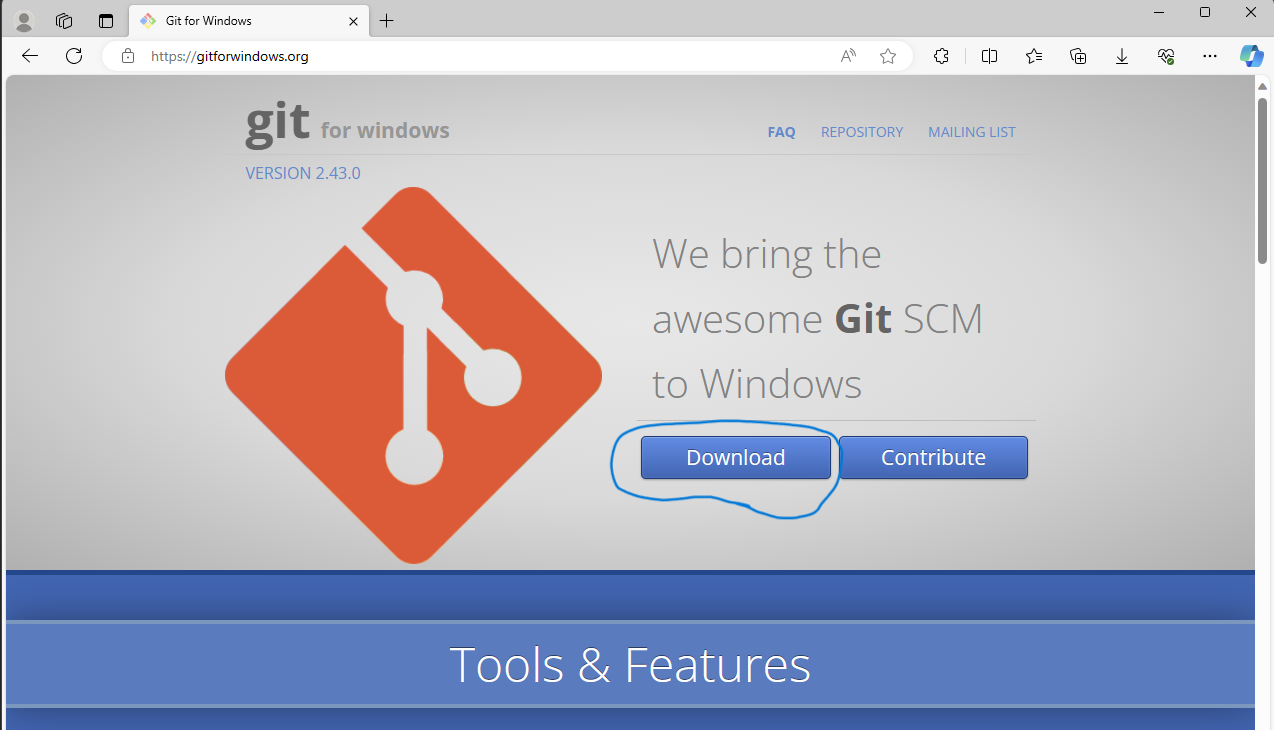 Git for Windows
https://gitforwindows.org
git for windows
FAQ REPOSITORY MAILING LIST
VERSION 2.43.0
We bring the
awesome Git SCM
to Windows
Download Contribute
Tools & Features